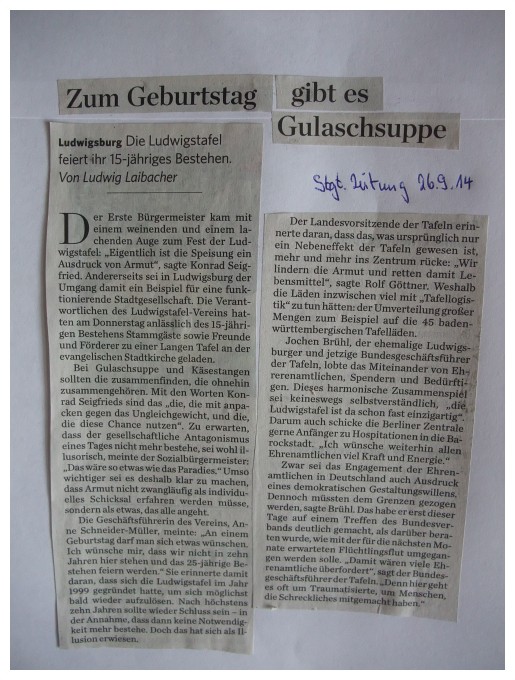 Zum Geburtstag gibt es
Gulaschsuppe
Stgt. Zeitung 26.9.14
Ludwigsburg Die Ludwigstafel
feiert ihr 15-jähriges Bestehen.
Von Ludwig Laibacher
Der Erste Bürgermeister kam mit
einem weinenden und einem la-
chenden Auge zum Fest der Lud-
wigstafel: „Eigentlich ist die Speisung ein
Ausdruck von Armut“, sagte Konrad Seig-
fried. Andererseits sei in Ludwigsburg der
Umgang damit ein Beispiel für eine funk-
tionierende Stadtgesellschaft. Die Verant-
wortlichen des Ludwigstafel-Vereins hat-
ten am Donnerstag anlässlich des 15-jähri-
gen Bestehens Stammgäste sowie Freunde
und Förderer zu einer Langen Tafel an der
evangelischen Stadtkirche geladen.
Bei Gulaschsuppe und Käsestangen
sollten die zusammenfinden, die ohnehin
zusammengehören. Mit den Worten Kon-
rad Seigfrieds sind das „die, die mit anpa-
cken gegen das Ungleichgewicht, und die,
die diese Chance nutzen“. Zu erwarten,
dass der gesellschaftliche Antagonismus
eines Tages nicht mehr bestehe, sei wohl il-
lusorisch, meinte der Sozialbürgermeister:
„Das wäre so etwas wie das Paradies.“ Umso
wichtiger sei es deshalb klar zu machen,
dass Armut nicht zwangläufig als individu-
elles Schicksal erfahren werden müsse,
sondern als etwas, das alle angeht.
Die Geschäftsführerin des Vereins, An-
ne Schneider-Müller, meinte: „An einem
Geburtstag darf man sich etwas wünschen.
Ich wünsche mir, dass wir nicht in zehn
Jahren hier stehen und das 25-jährige Be-
stehen feiern werden.“ Sie erinnerte damit
daran, dass sich die Ludwigstafel im Jahr
1999 gegründet hatte, um sich möglichst
bald wieder aufzulösen. Nach höchstens
zehn Jahren sollte wieder Schluss sein – in
der Annahme, dass dann keine Notwendig-
keit mehr bestehe. Doch das hat sich als Il-
lusion erwiesen.
Der Landesvorsitzende der Tafeln erin-
nerte daran, dass das, was ursprünglich nur
ein Nebeneffekt der Tafeln gewesen ist,
mehr und mehr ins Zentrum rücke: „Wir
lindern die Armut und retten damit Le-
bensmittel“, sagte Rolf Göttner. Weshalb
die Läden inzwischen viel mit „Tafellogis-
tik“ zu tun hätten: der Umverteilung großer
Mengen zum Beispiel auf die 45 baden-
württembergischen Tafelläden.
Jochen Brühl, der ehemalige Ludwigs-
burger und jetzige Bundesgeschäftsführer
der Tafeln, lobte das Miteinander von Eh-
renamtlichen, Spendern und Bedürfti-
gen. Dieses harmonische Zusammenspiel
sei keineswegs selbstverständlich, „die
Ludwigstafel ist da schon fast einzigartig“.
Darum auch schicke die Berliner Zentrale
gerne Anfänger zu Hospitationen in die Ba-
rockstadt. „Ich wünsche weiterhin allen
Ehrenamtlichen viel Kraft und Energie.“
Zwar sei das Engagement der Ehren-
amtlichen in Deutschland auch Ausdruck
eines demokratischen Gestaltungswillens.
Dennoch müssten dem Grenzen gezogen
werden, sagte Brühl. Das habe er erst dieser
Tage auf einem Treffen des Bundesver-
bands deutlich gemacht, als darüber bera-
ten wurde, wie mit der für die nächsten Mo-
nate erwarteten Flüchtlingsflut umgegan-
gen werden solle. „Damit wären viele Eh-
renamtliche überfordert“, sagt der Bundes-
geschäftsführer der Tafeln. „Denn hier geht
es oft um Traumatisierte, um Menschen,
die Schreckliches mitgemacht haben.“